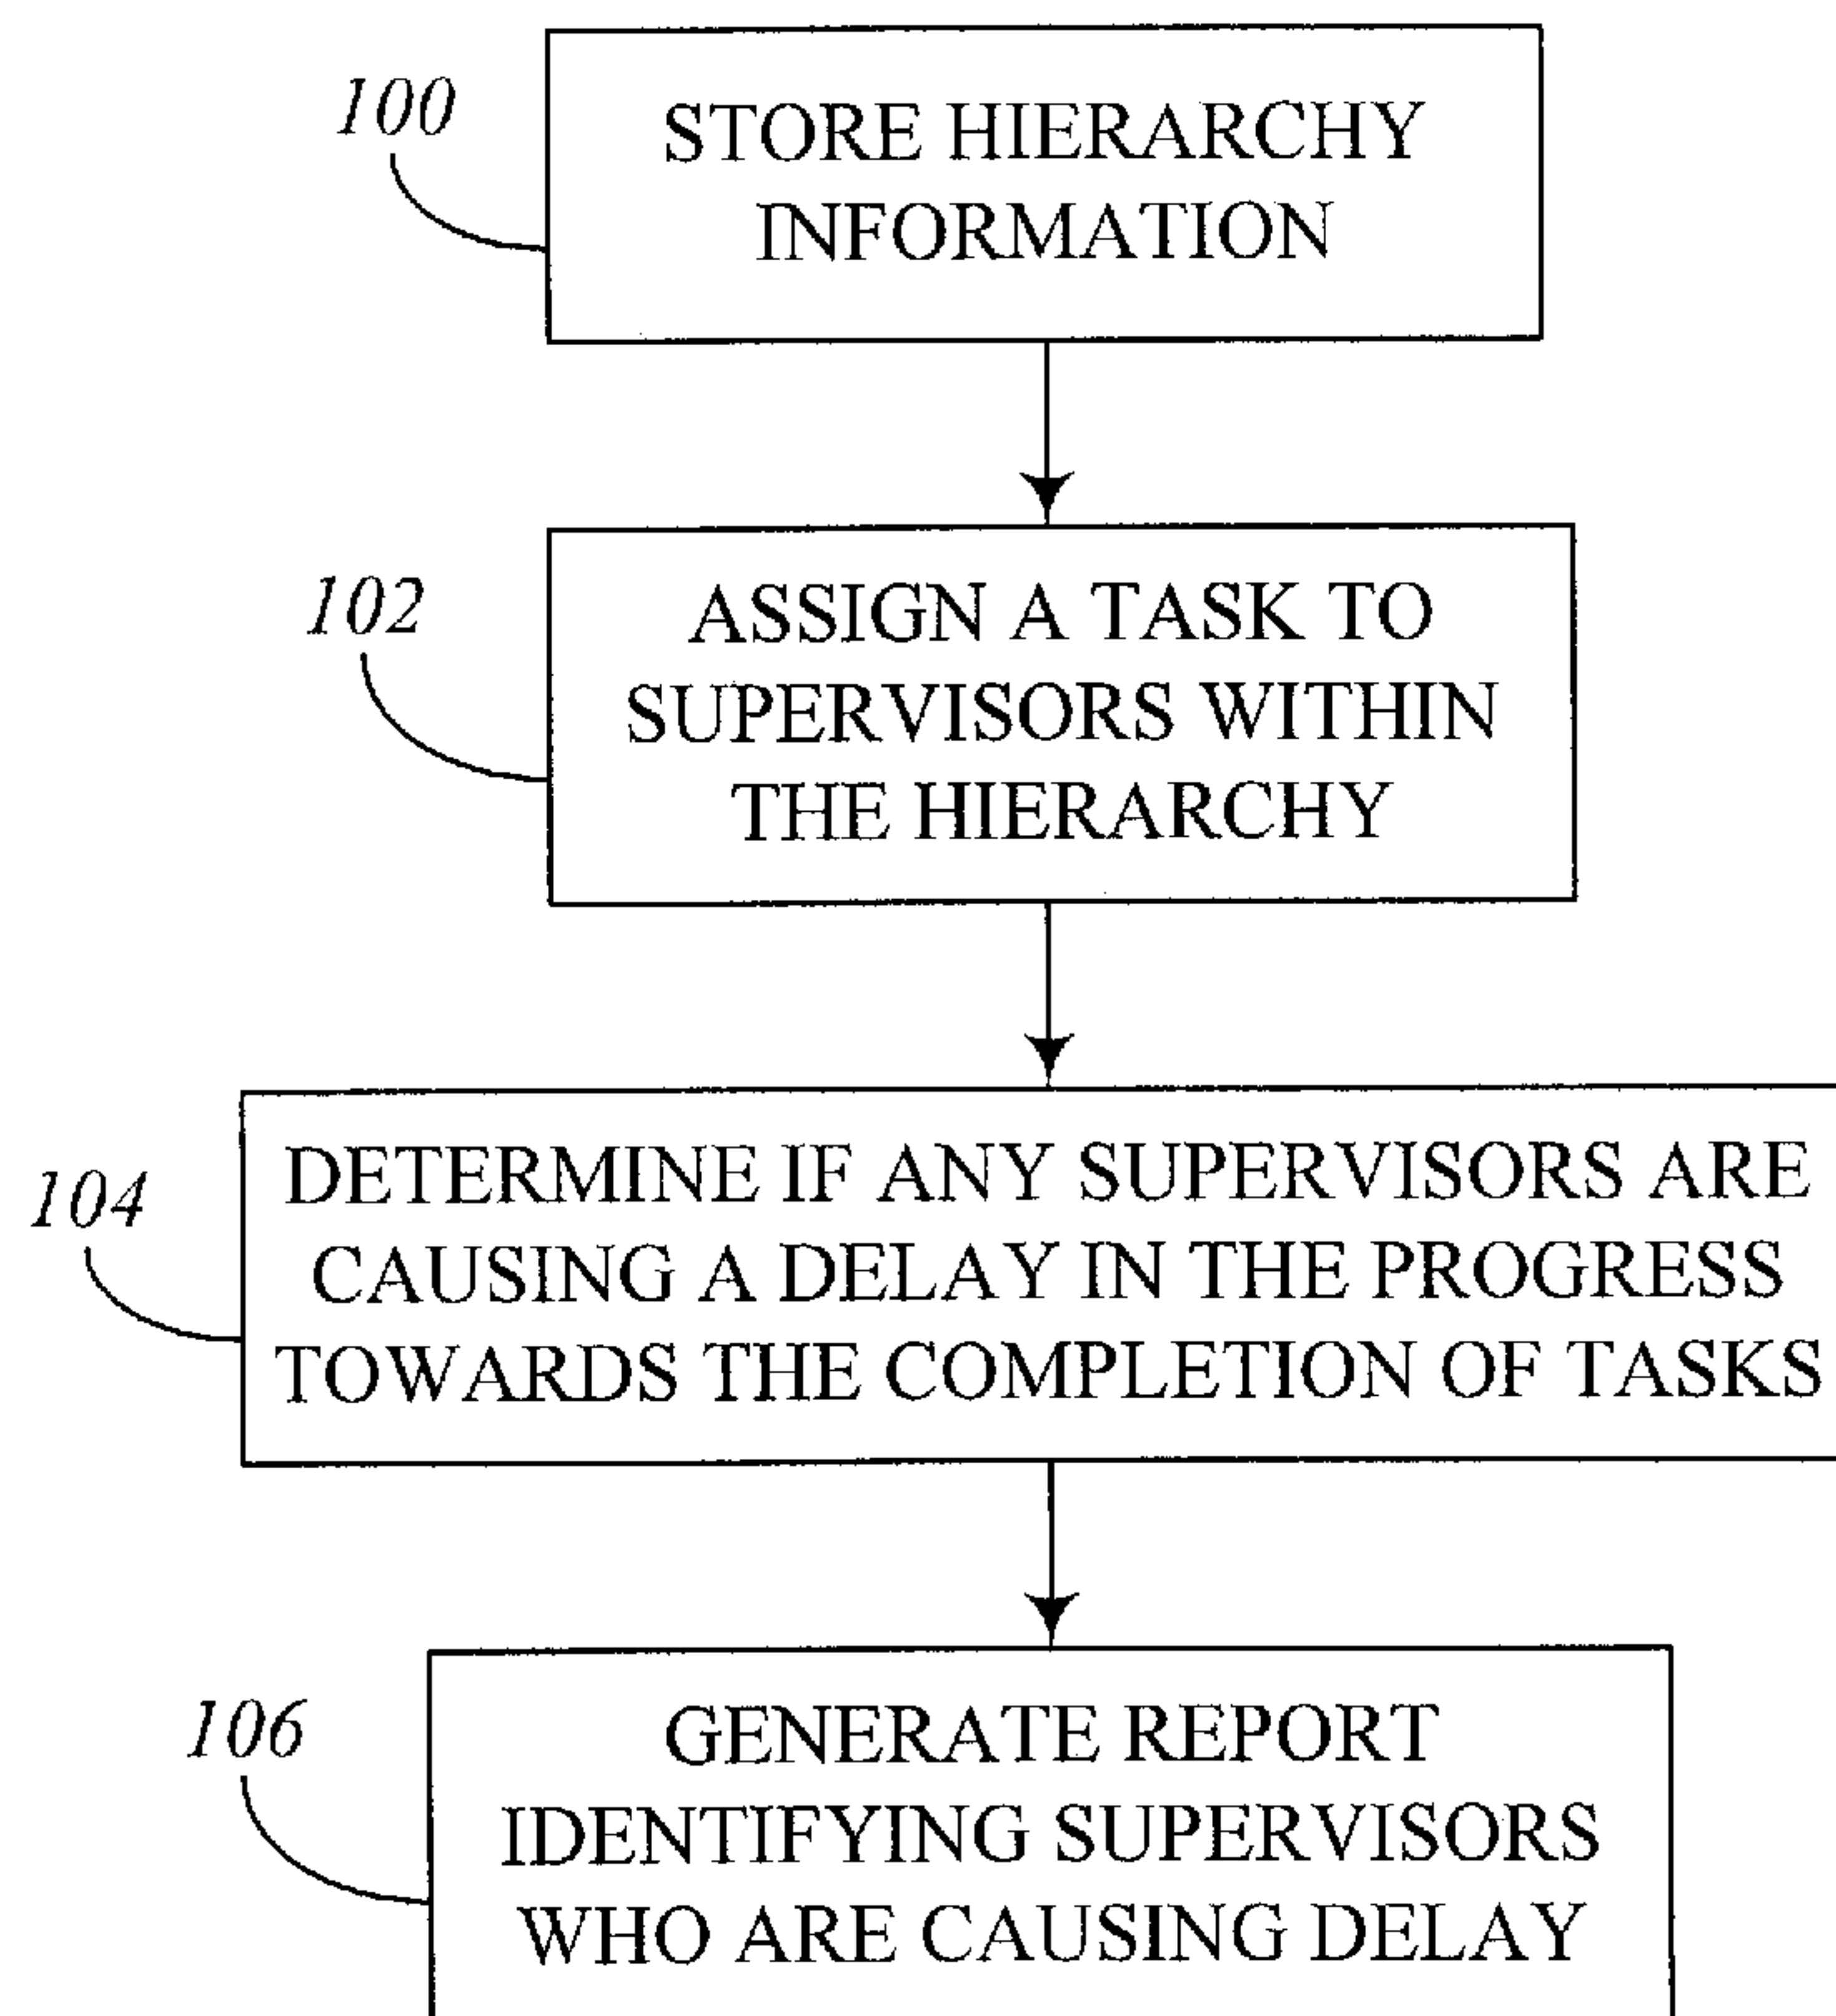 100
STORE HIERARCHY
INFORMATION
102
ASSIGN A TASK TO
SUPERVISORS WITHIN
THE HIERARCHY
104
DETERMINE IF ANY SUPERVISORS ARE
CAUSING A DELAY IN THE PROGRESS
TOWARDS THE COMPLETION OF TASKS
106
GENERATE REPORT
IDENTIFYING SUPERVISORS
WHO ARE CAUSING DELAY